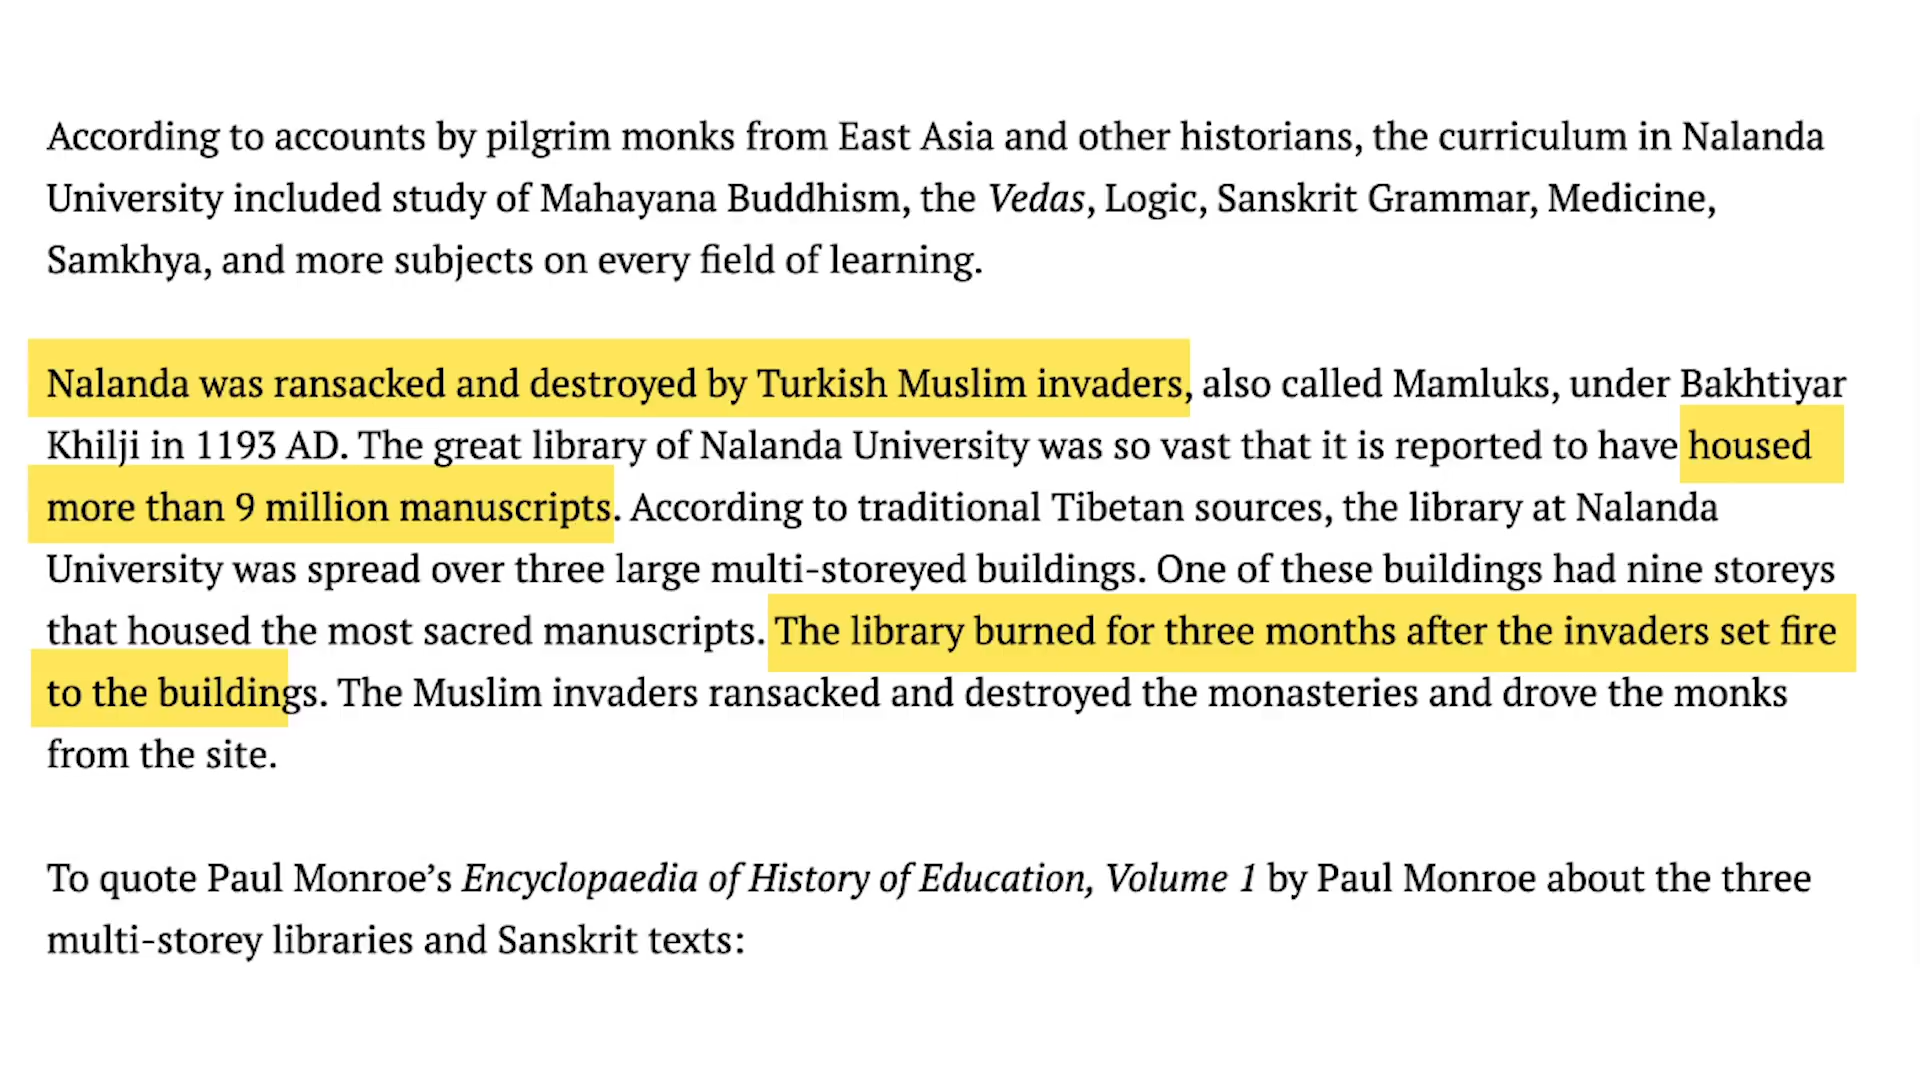 According to accounts by pilgrim monks from East Asia and other historians, the curriculum in Nalanda
University included study of Mahayana Buddhism, the Vedas, Logic, Sanskrit Grammar, Medicine,
Samkhya, and more subjects on every field of learning.
Nalanda was ransacked and destroyed by Turkish Muslim invaders, also called Mamluks, under Bakhtiyar
Khilji in 1193 AD. The great library of Nalanda University was so vast that it is reported to have housed
more than 9 million manuscripts. According to traditional Tibetan sources, the library at Nalanda
University was spread over three large multi-storeyed buildings. One of these buildings had nine storeys
that housed the most sacred manuscripts. The library burned for three months after the invaders set fire
to the buildings. The Muslim invaders ransacked and destroyed the monasteries and drove the monks
from the site.
To quote Paul Monroe’s Encyclopaedia of History of Education, Volume 1 by Paul Monroe about the three
multi-storey libraries and Sanskrit texts: